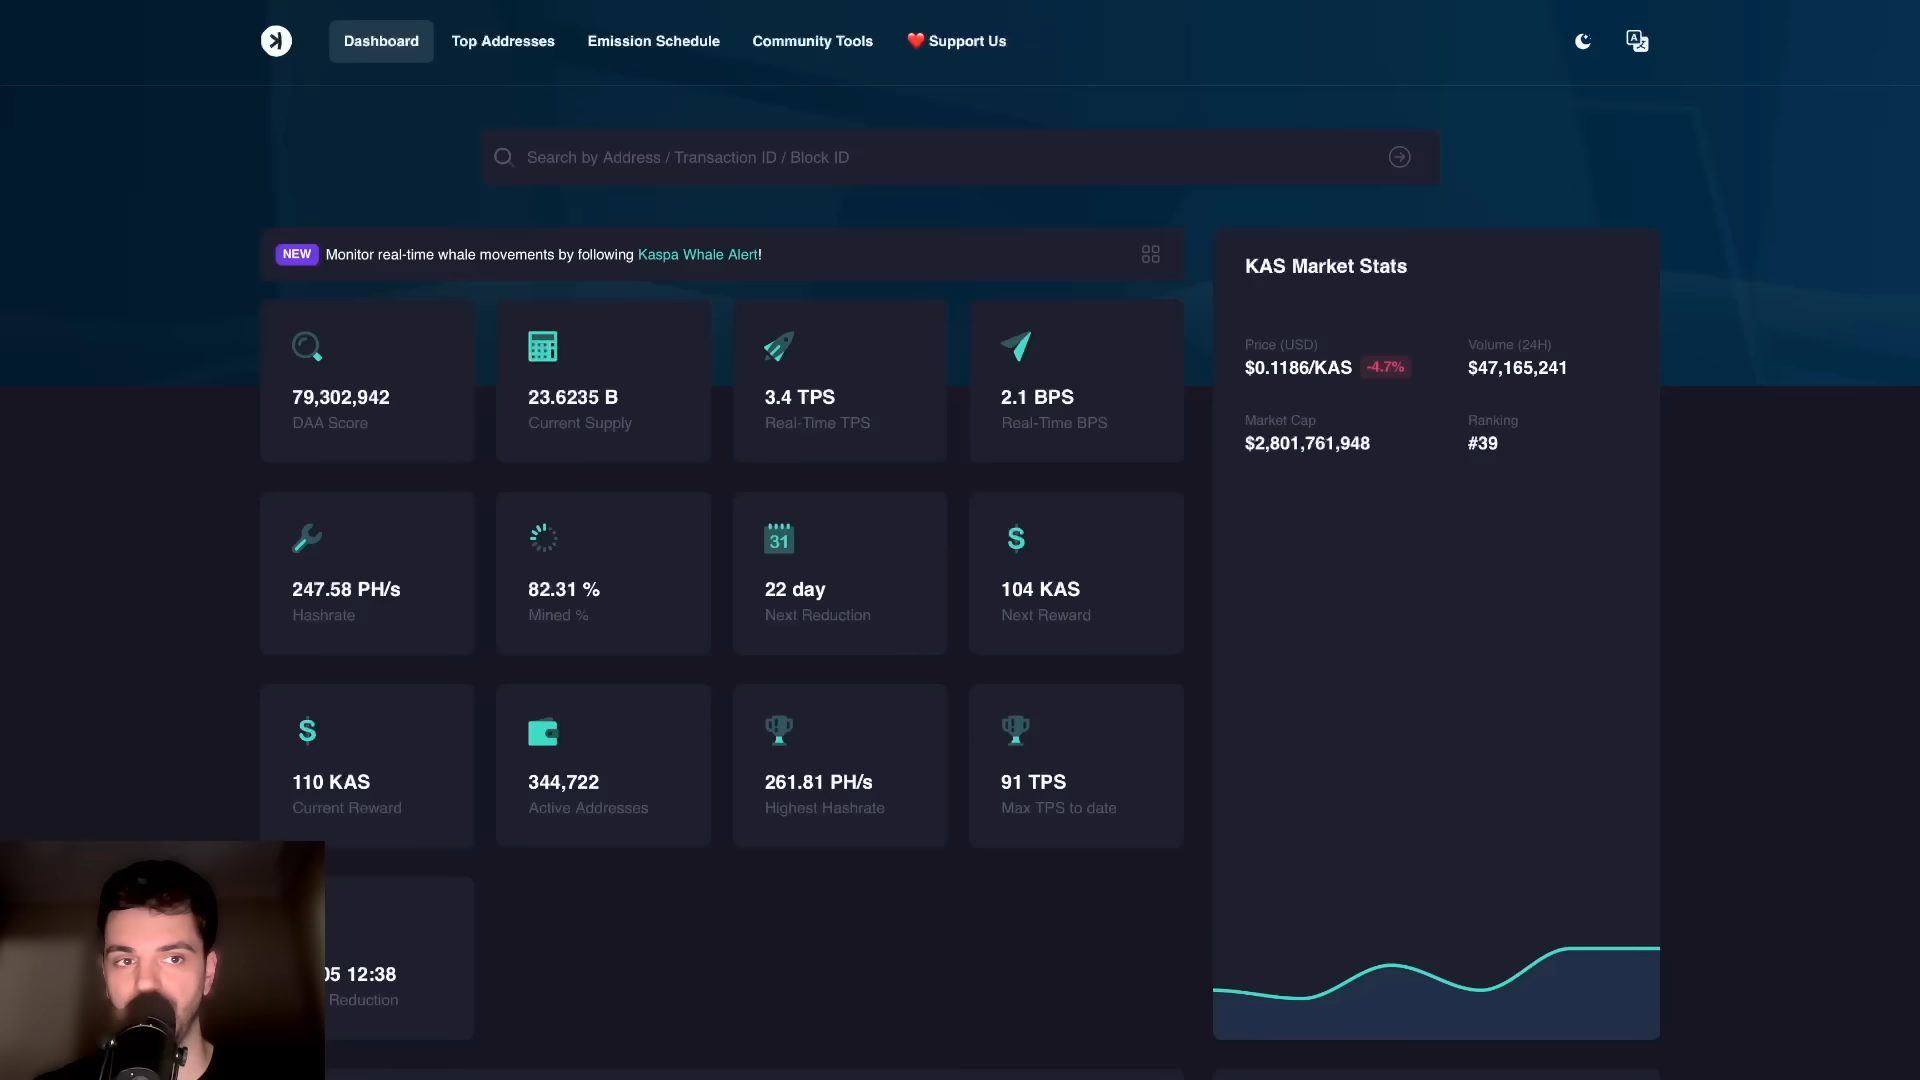 Dashboard
Top Addresses
Emission Schedule
Community Tools
Support Us
Search by Address / Transaction ID / Block ID
NEW Monitor real-time whale movements by following Kaspa Whale Alert!
79,302,942
DAA Score
23.6235 B
Current Supply
3.4 TPS
Real-Time TPS
2.1 BPS
Real-Time BPS
247.58 PH/s
Hashrate
82.31 %
Mined %
31
22 day
Next Reduction
104 KAS
Next Reward
110 KAS
Current Reward
344,722
Active Addresses
261.81 PH/s
Highest Hashrate
91 TPS
Max TPS to date
05 12:38
Reduction
KAS Market Stats
Price (USD)
$0.1186/KAS -4.7%
Volume (24H)
$47,165,241
Market Cap
$2,801,761,948
Ranking
#39